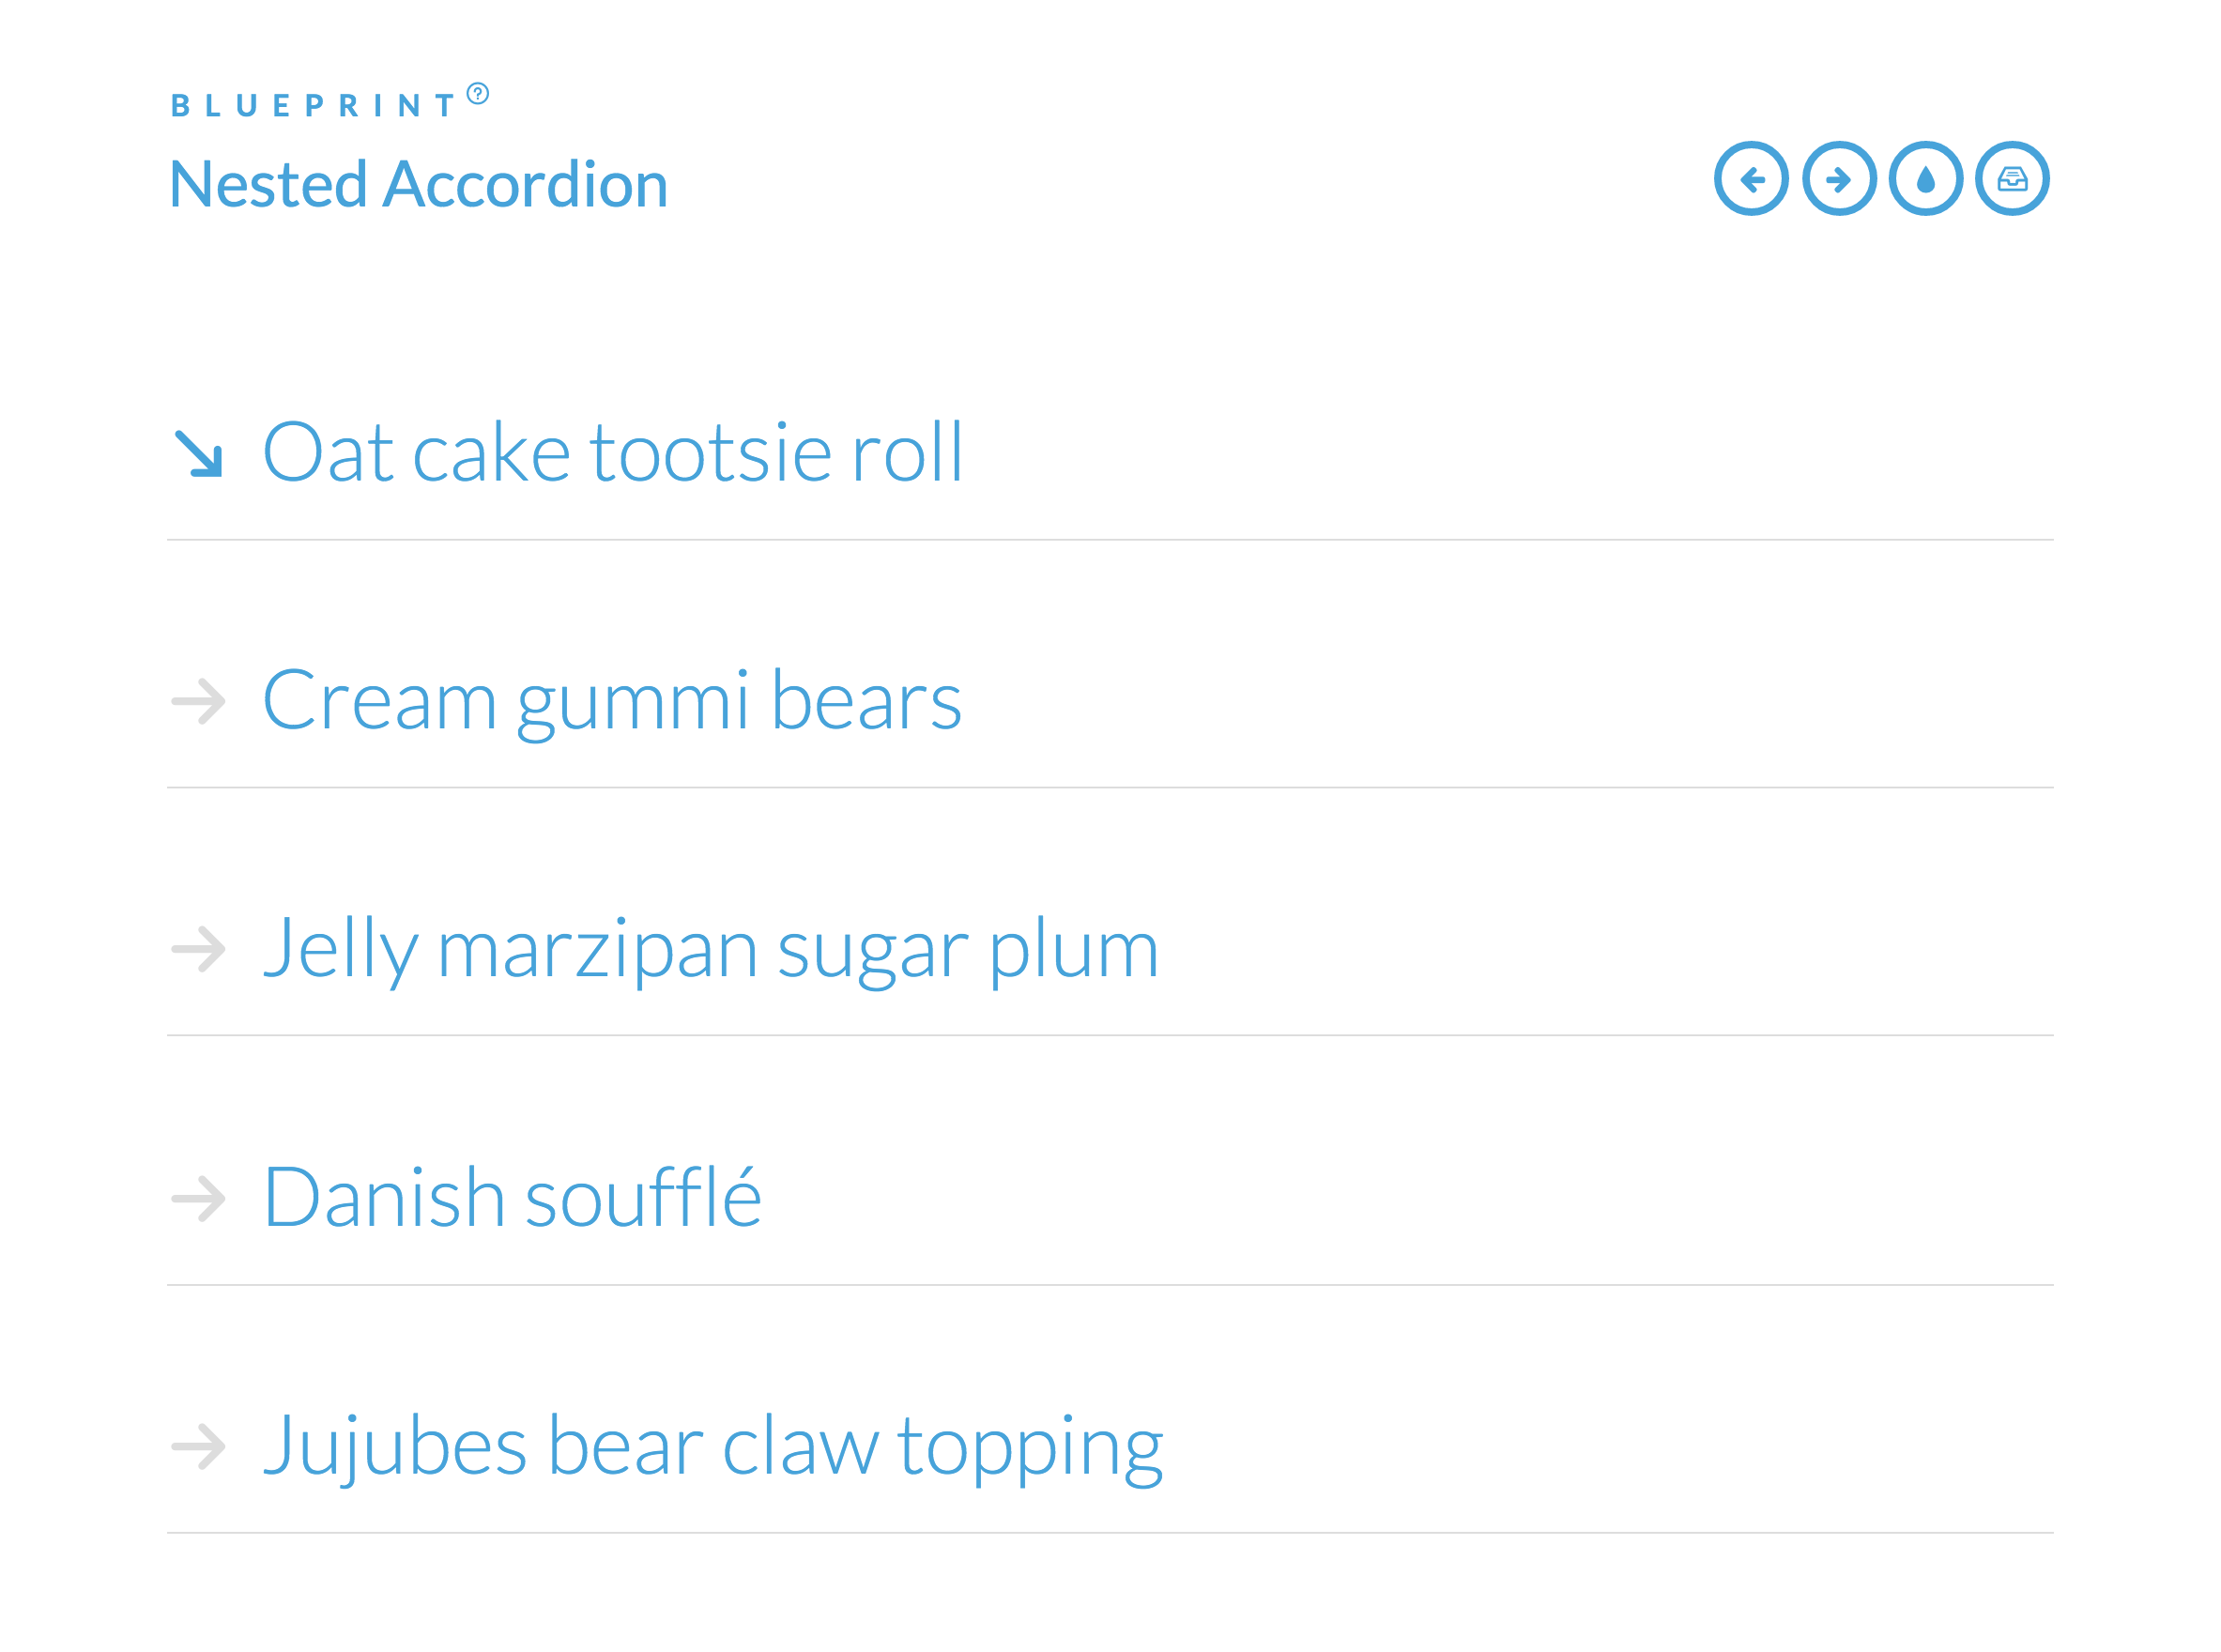 BLUEPRINT ?
Nested Accordion
Oat cake tootsie roll
Cream gummi bears
Jelly marzipan sugar plum
Danish soufflé
Jujubes bear claw topping